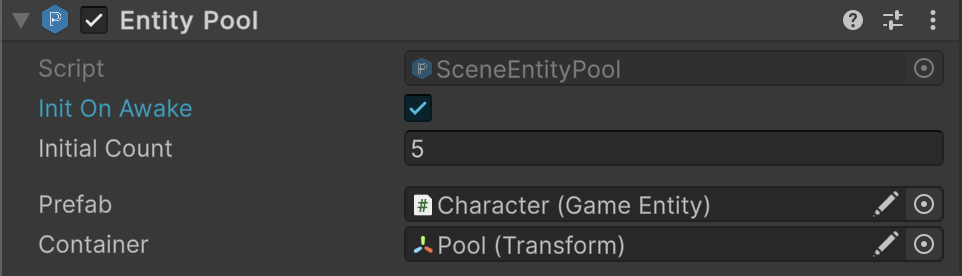 Entity Pool
Script SceneEntityPool
Init On Awake
Initial Count 5
Prefab # Character (Game Entity)
Container Pool (Transform)